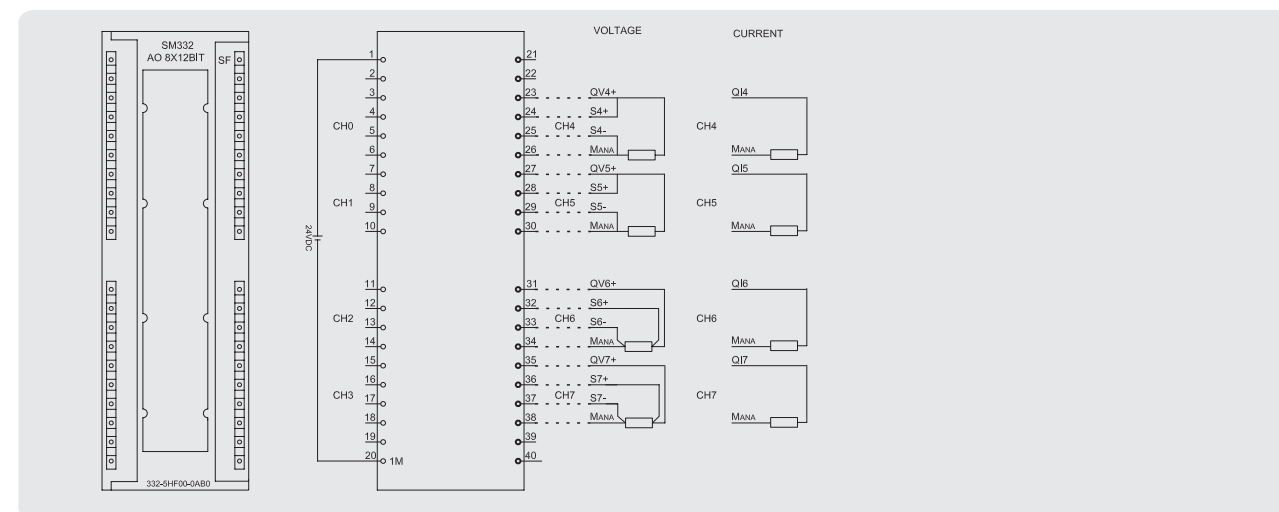 VOLTAGE
CURRENT
SM332
AO 8X12BIT
SF
332-5HF00-0AB0
24VDC
1
2
3
4
CH0
5
6
7
8
CH1
9
10
11
12
CH2
13
14
15
16
CH3
17
18
19
20 1M
21
22
23 QV4+ QI4
24 S4+
CH4 CH4
25 S4-
26 MANA MANA
27 QV5+ QI5
28 S5+
CH5 CH5
29 S5-
30 MANA MANA
31 QV6+ QI6
32 S6+
CH6 CH6
33 S6-
34 MANA MANA
35 QV7+ QI7
36 S7+
CH7 CH7
37 S7-
38 MANA MANA
39
40